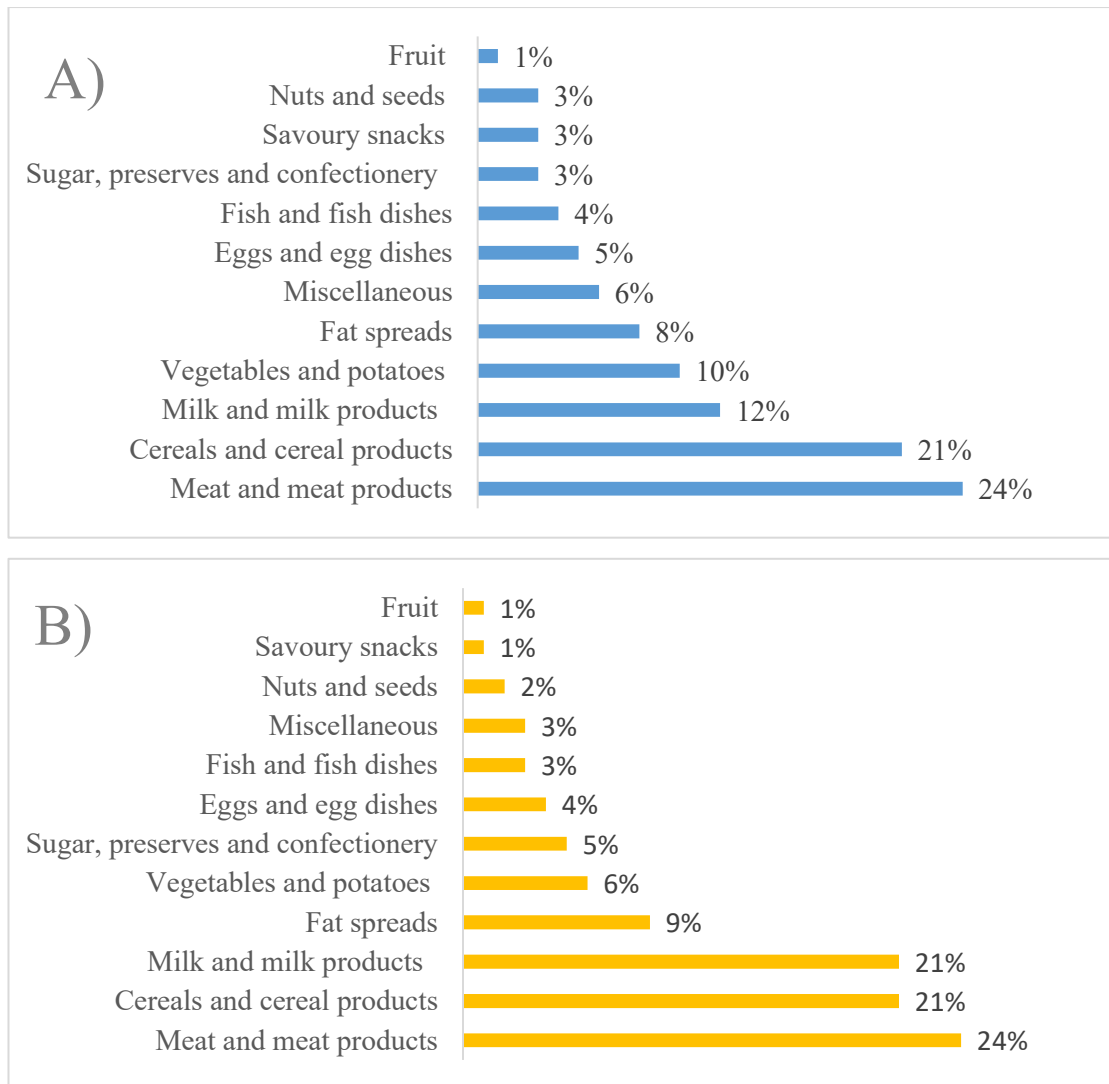 A)
Fruit 1%
Nuts and seeds 3%
Savoury snacks 3%
Sugar, preserves and confectionery 3%
Fish and fish dishes 4%
Eggs and egg dishes 5%
Miscellaneous 6%
Fat spreads 8%
Vegetables and potatoes 10%
Milk and milk products 12%
Cereals and cereal products 21%
Meat and meat products 24%
B)
Fruit 1%
Savoury snacks 1%
Nuts and seeds 2%
Miscellaneous 3%
Fish and fish dishes 3%
Eggs and egg dishes 4%
Sugar, preserves and confectionery 5%
Vegetables and potatoes 6%
Fat spreads 9%
Milk and milk products 21%
Cereals and cereal products 21%
Meat and meat products 24%